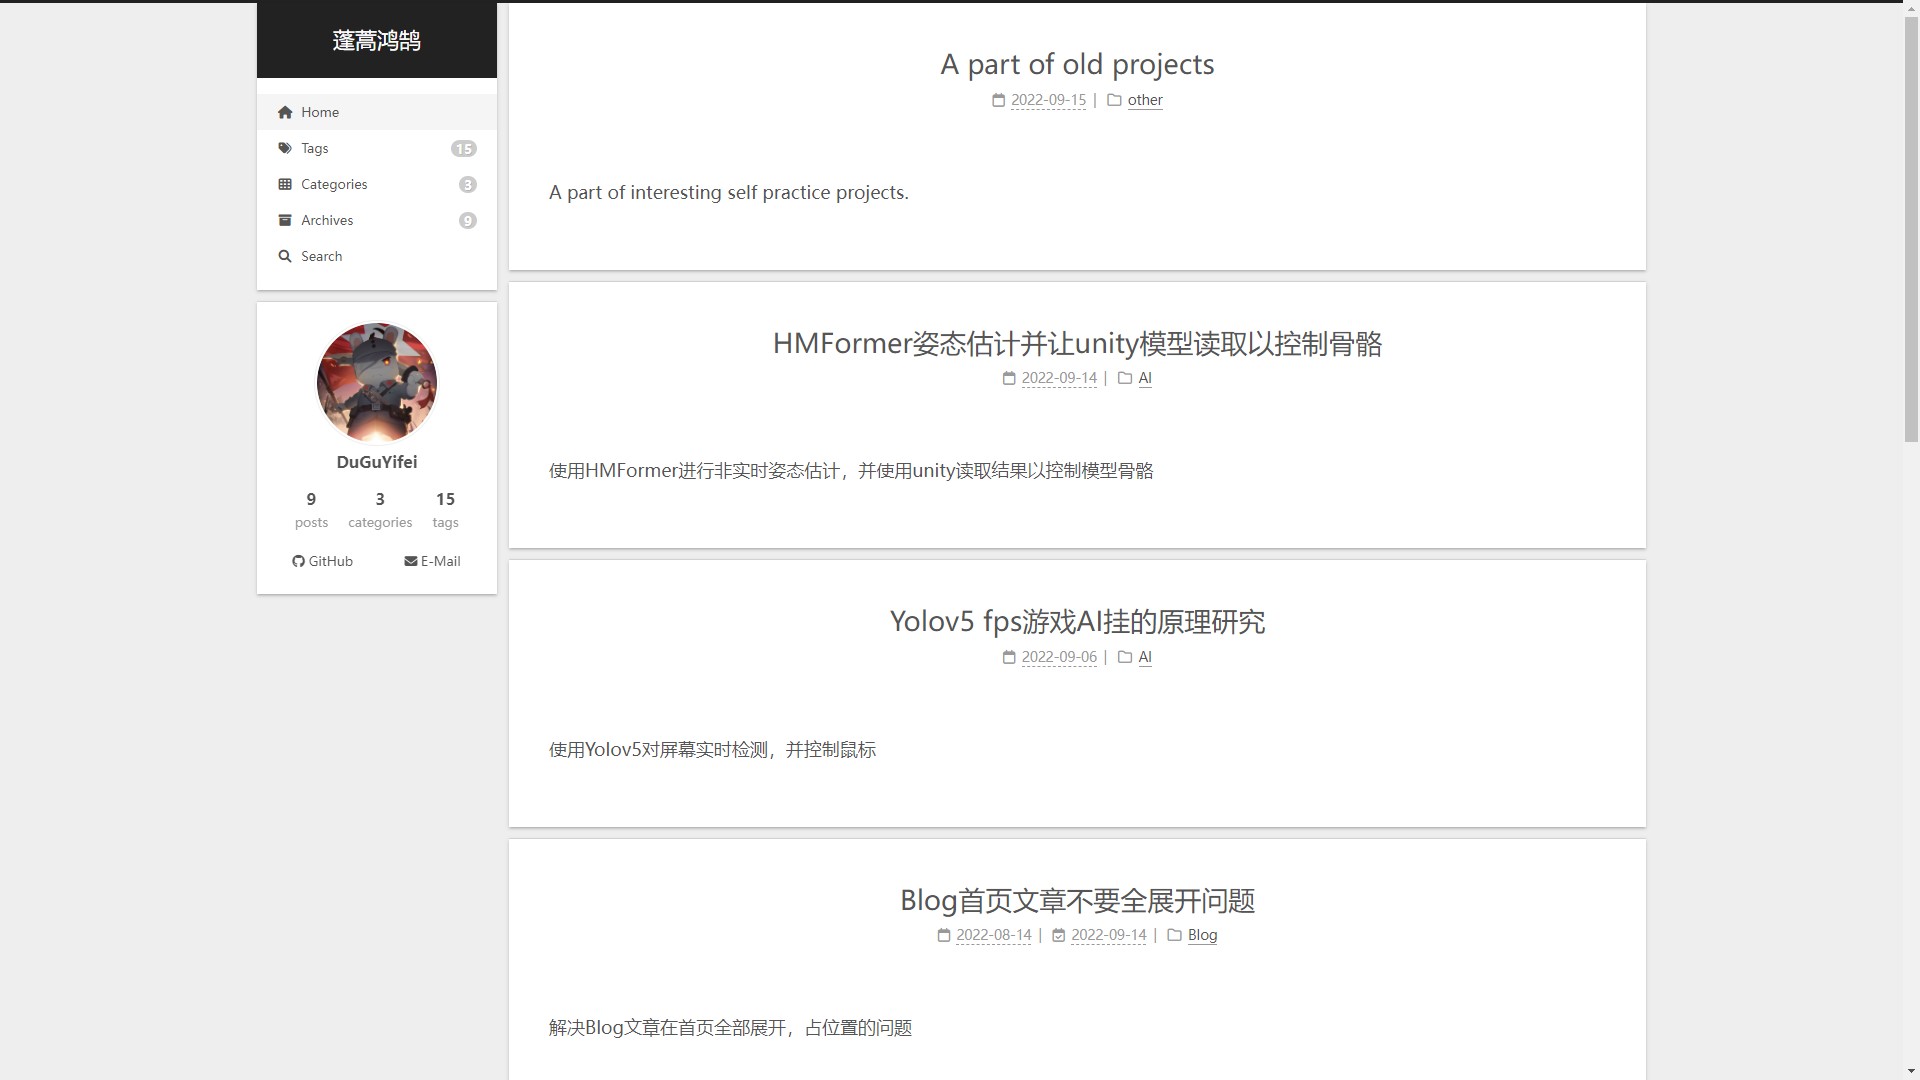 蓬蒿鸿鹄
Home
Tags 15
Categories 3
Archives 9
Search
DuGuYifei
9 3 15
posts categories tags
GitHub E-Mail
A part of old projects
2022-09-15 | other
A part of interesting self practice projects.
HMFormer姿态估计并让unity模型读取以控制骨骼
2022-09-14 | AI
使用HMFormer进行非实时姿态估计，并使用unity读取结果以控制模型骨骼
Yolov5 fps游戏AI挂的原理研究
2022-09-06 | AI
使用Yolov5对屏幕实时检测，并控制鼠标
Blog首页文章不要全展开问题
2022-08-14 | 2022-09-14 | Blog
解决Blog文章在首页全部展开，占位置的问题